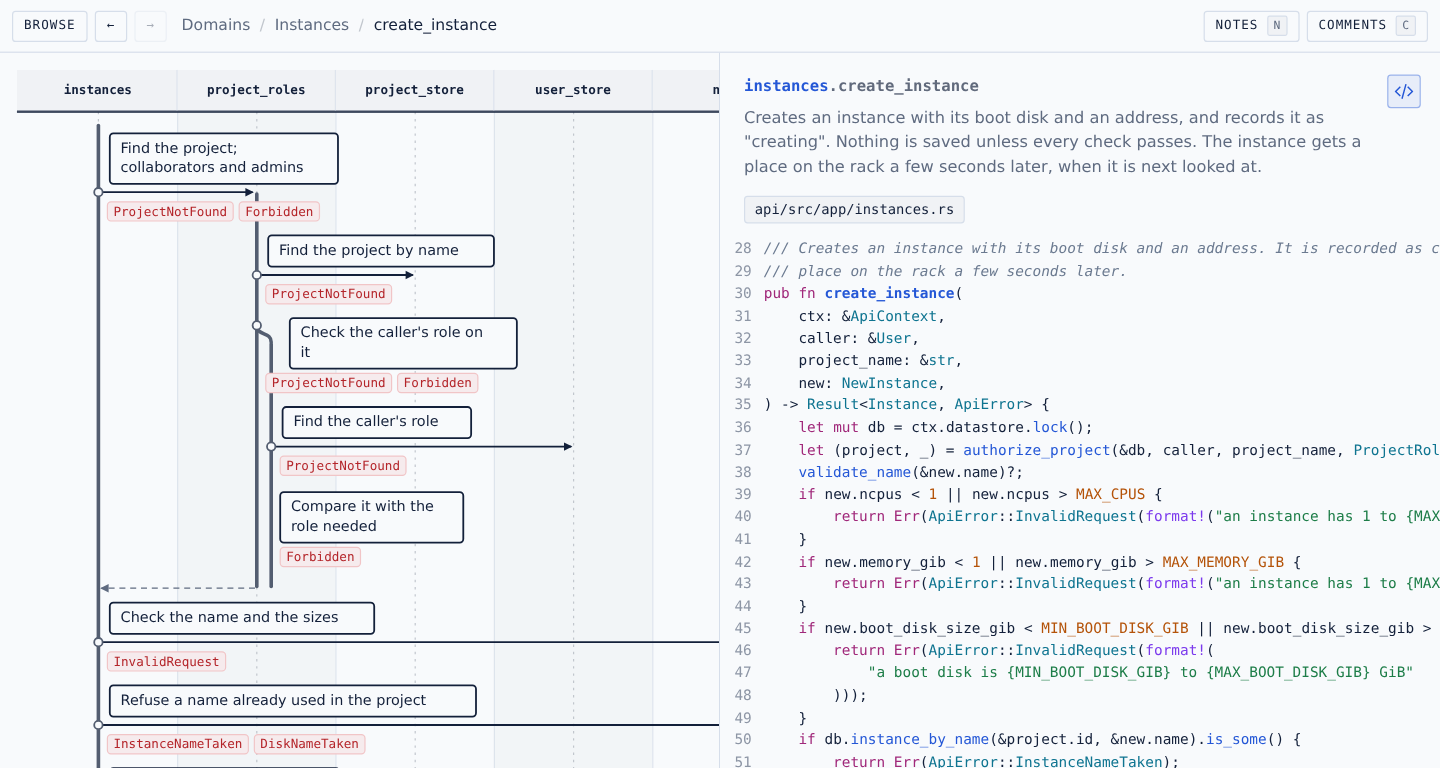 BROWSE ← → Domains / Instances / create_instance NOTES N COMMENTS C
instances project_roles project_store user_store
Find the project;
collaborators and admins
ProjectNotFound Forbidden
Find the project by name
ProjectNotFound
Check the caller's role on
it
ProjectNotFound Forbidden
Find the caller's role
ProjectNotFound
Compare it with the
role needed
Forbidden
Check the name and the sizes
InvalidRequest
Refuse a name already used in the project
InstanceNameTaken DiskNameTaken
instances.create_instance
</>
Creates an instance with its boot disk and an address, and records it as
"creating". Nothing is saved unless every check passes. The instance gets a
place on the rack a few seconds later, when it is next looked at.
api/src/app/instances.rs
28 /// Creates an instance with its boot disk and an address. It is recorded as c
29 /// place on the rack a few seconds later.
30 pub fn create_instance(
31     ctx: &ApiContext,
32     caller: &User,
33     project_name: &str,
34     new: NewInstance,
35 ) -> Result<Instance, ApiError> {
36     let mut db = ctx.datastore.lock();
37     let (project, _) = authorize_project(&db, caller, project_name, ProjectRol
38     validate_name(&new.name)?;
39     if new.ncpus < 1 || new.ncpus > MAX_CPUS {
40         return Err(ApiError::InvalidRequest(format!("an instance has 1 to {MAX
41     }
42     if new.memory_gib < 1 || new.memory_gib > MAX_MEMORY_GIB {
43         return Err(ApiError::InvalidRequest(format!("an instance has 1 to {MAX
44     }
45     if new.boot_disk_size_gib < MIN_BOOT_DISK_GIB || new.boot_disk_size_gib >
46         return Err(ApiError::InvalidRequest(format!(
47             "a boot disk is {MIN_BOOT_DISK_GIB} to {MAX_BOOT_DISK_GIB} GiB"
48         )));
49     }
50     if db.instance_by_name(&project.id, &new.name).is_some() {
51         return Err(ApiError::InstanceNameTaken);